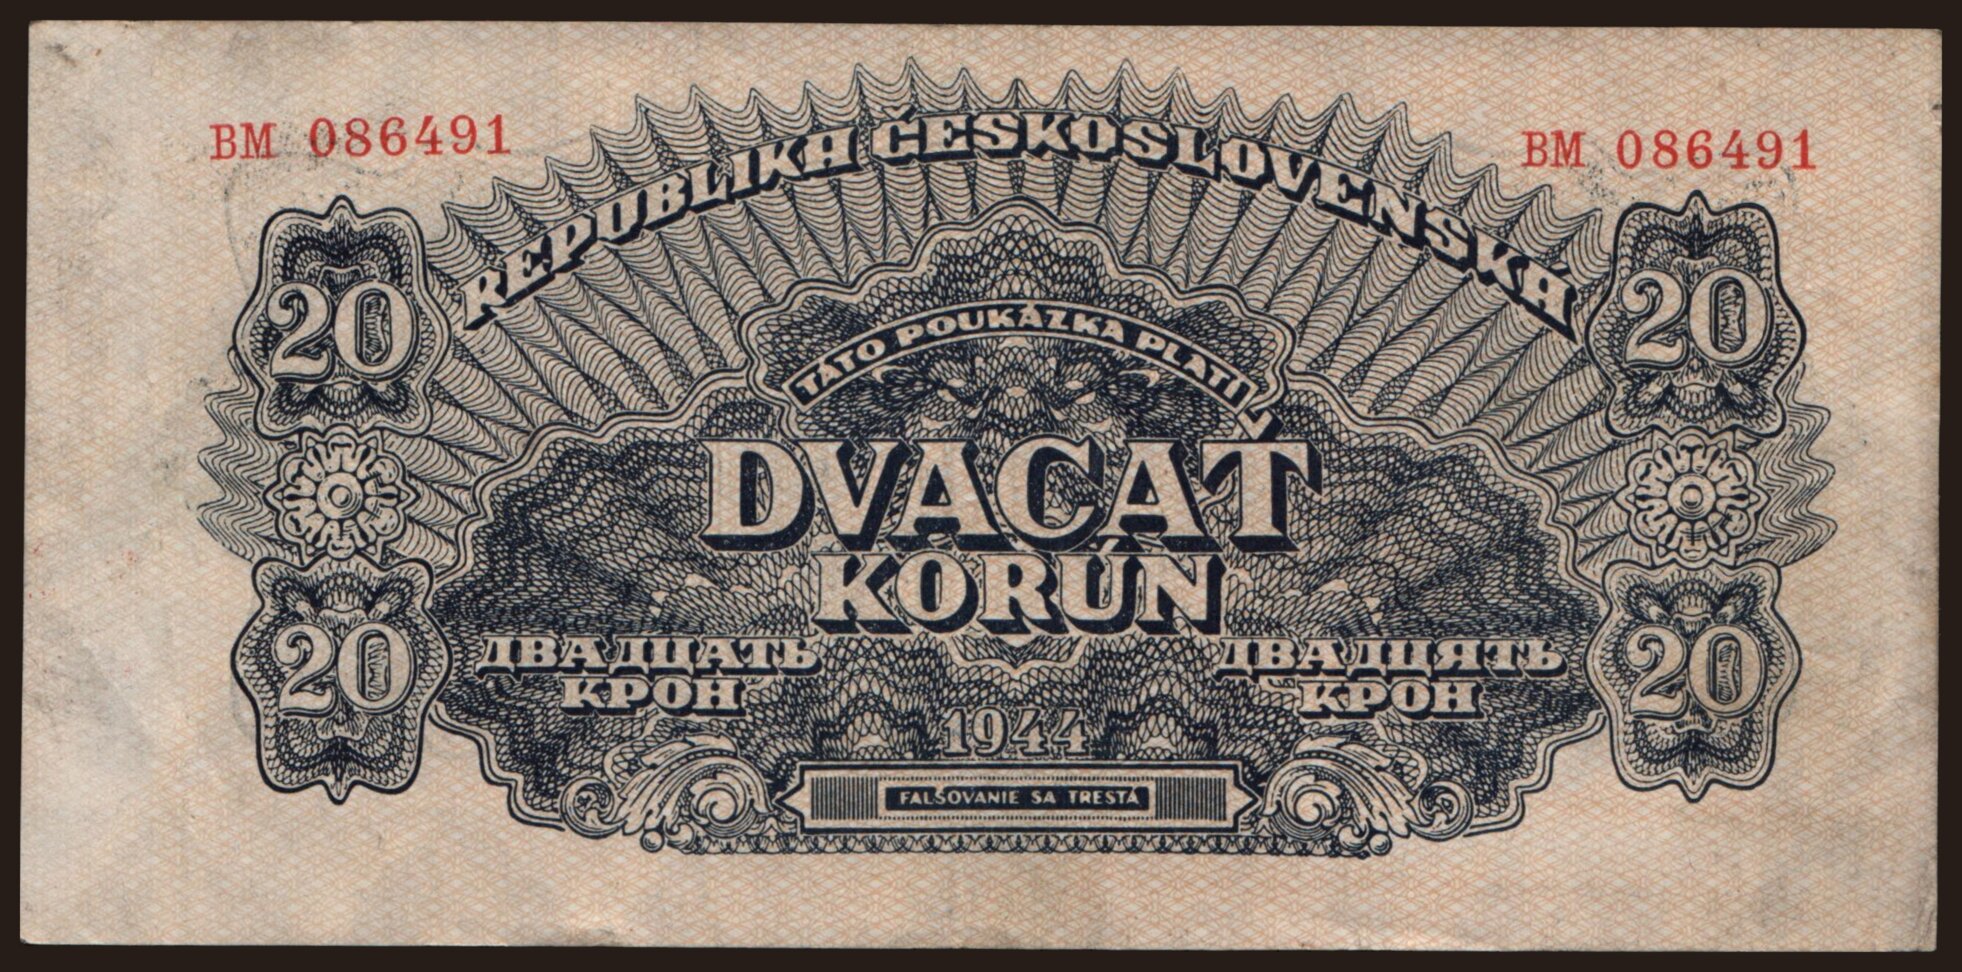 BM 086491
BM 086491
REPUBLIKA ČESKOSLOVENSKÁ
20
20
TÁTO POUKÁZKA PLATÍ
DVACAŤ
KORÚN
20
20
ДВАДЦАТЬ
КРОН
ДВАДЦЯТЬ
КРОН
1944
FALŠOVANIE SA TRESTÁ